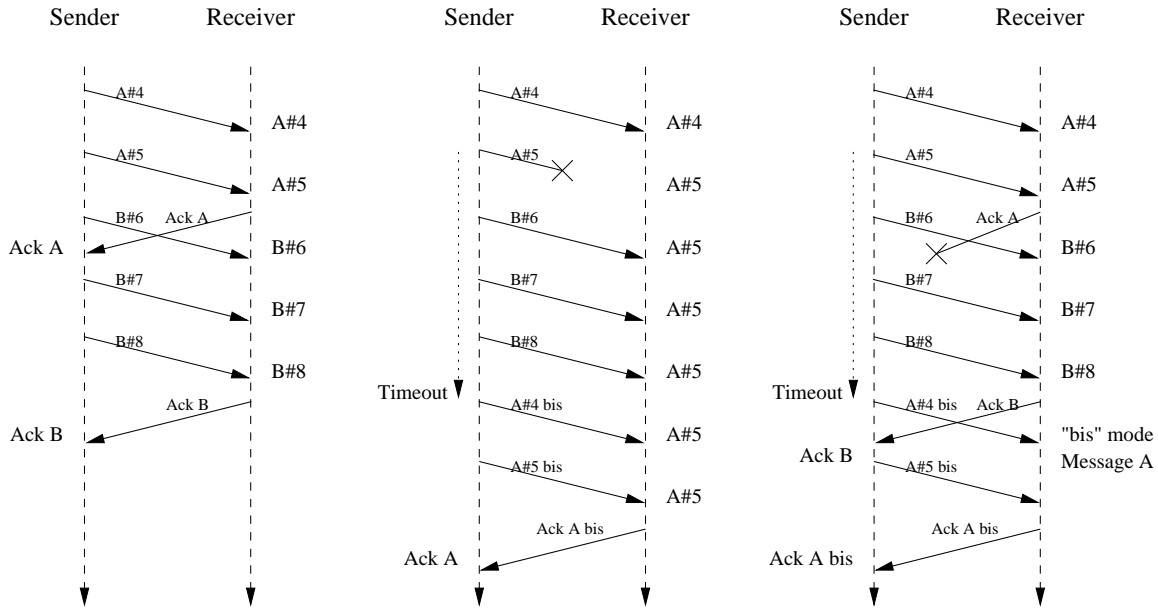 Sender Receiver
A#4
A#4
A#5
A#5
B#6
Ack A
Ack A
B#6
B#7
B#7
B#8
B#8
Ack B
Ack B
Sender Receiver
A#4
A#4
A#5
A#5
B#6
A#5
B#7
A#5
B#8
A#5
Timeout
A#4 bis
A#5
A#5 bis
A#5
Ack A bis
Ack A
Sender Receiver
A#4
A#4
A#5
A#5
B#6
Ack A
B#6
B#7
B#7
B#8
B#8
Timeout
A#4 bis
Ack B
"bis" mode
Message A
Ack B
A#5 bis
Ack A bis
Ack A bis